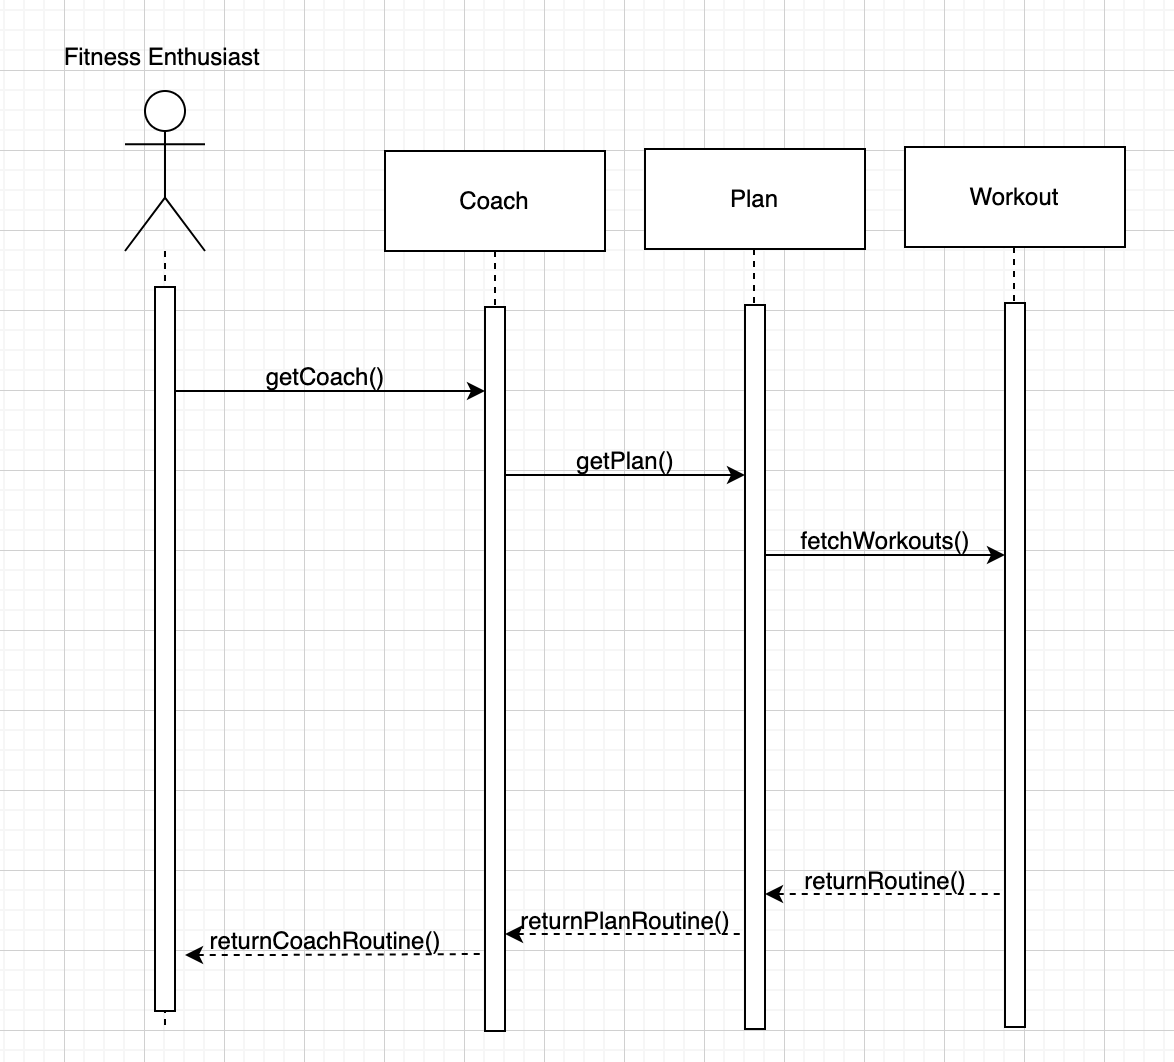 Fitness Enthusiast
Coach
Plan
Workout
getCoach()
getPlan()
fetchWorkouts()
returnRoutine()
returnPlanRoutine()
returnCoachRoutine()